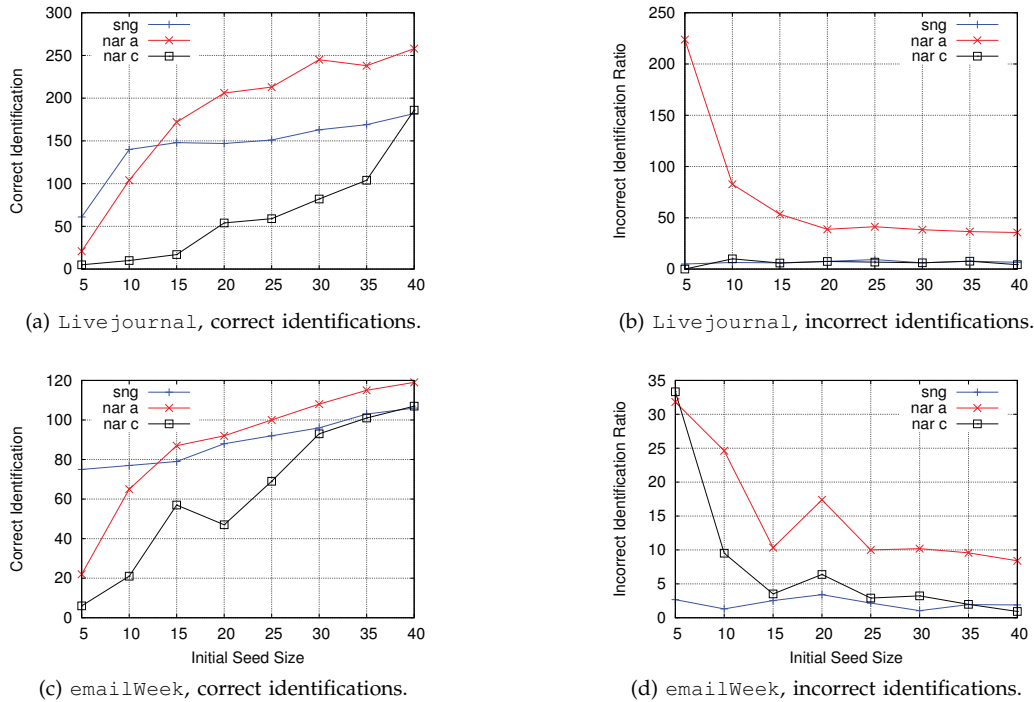 300
250
200
150
100
50
0
5 10 15 20 25 30 35 40
Correct Identification
sng
nar a
nar c
(a) Livejournal, correct identifications.
250
200
150
100
50
0
5 10 15 20 25 30 35 40
Incorrect Identification Ratio
sng
nar a
nar c
(b) Livejournal, incorrect identifications.
120
100
80
60
40
20
0
5 10 15 20 25 30 35 40
Correct Identification
Initial Seed Size
sng
nar a
nar c
(c) emailWeek, correct identifications.
35
30
25
20
15
10
5
0
5 10 15 20 25 30 35 40
Incorrect Identification Ratio
Initial Seed Size
sng
nar a
nar c
(d) emailWeek, incorrect identifications.